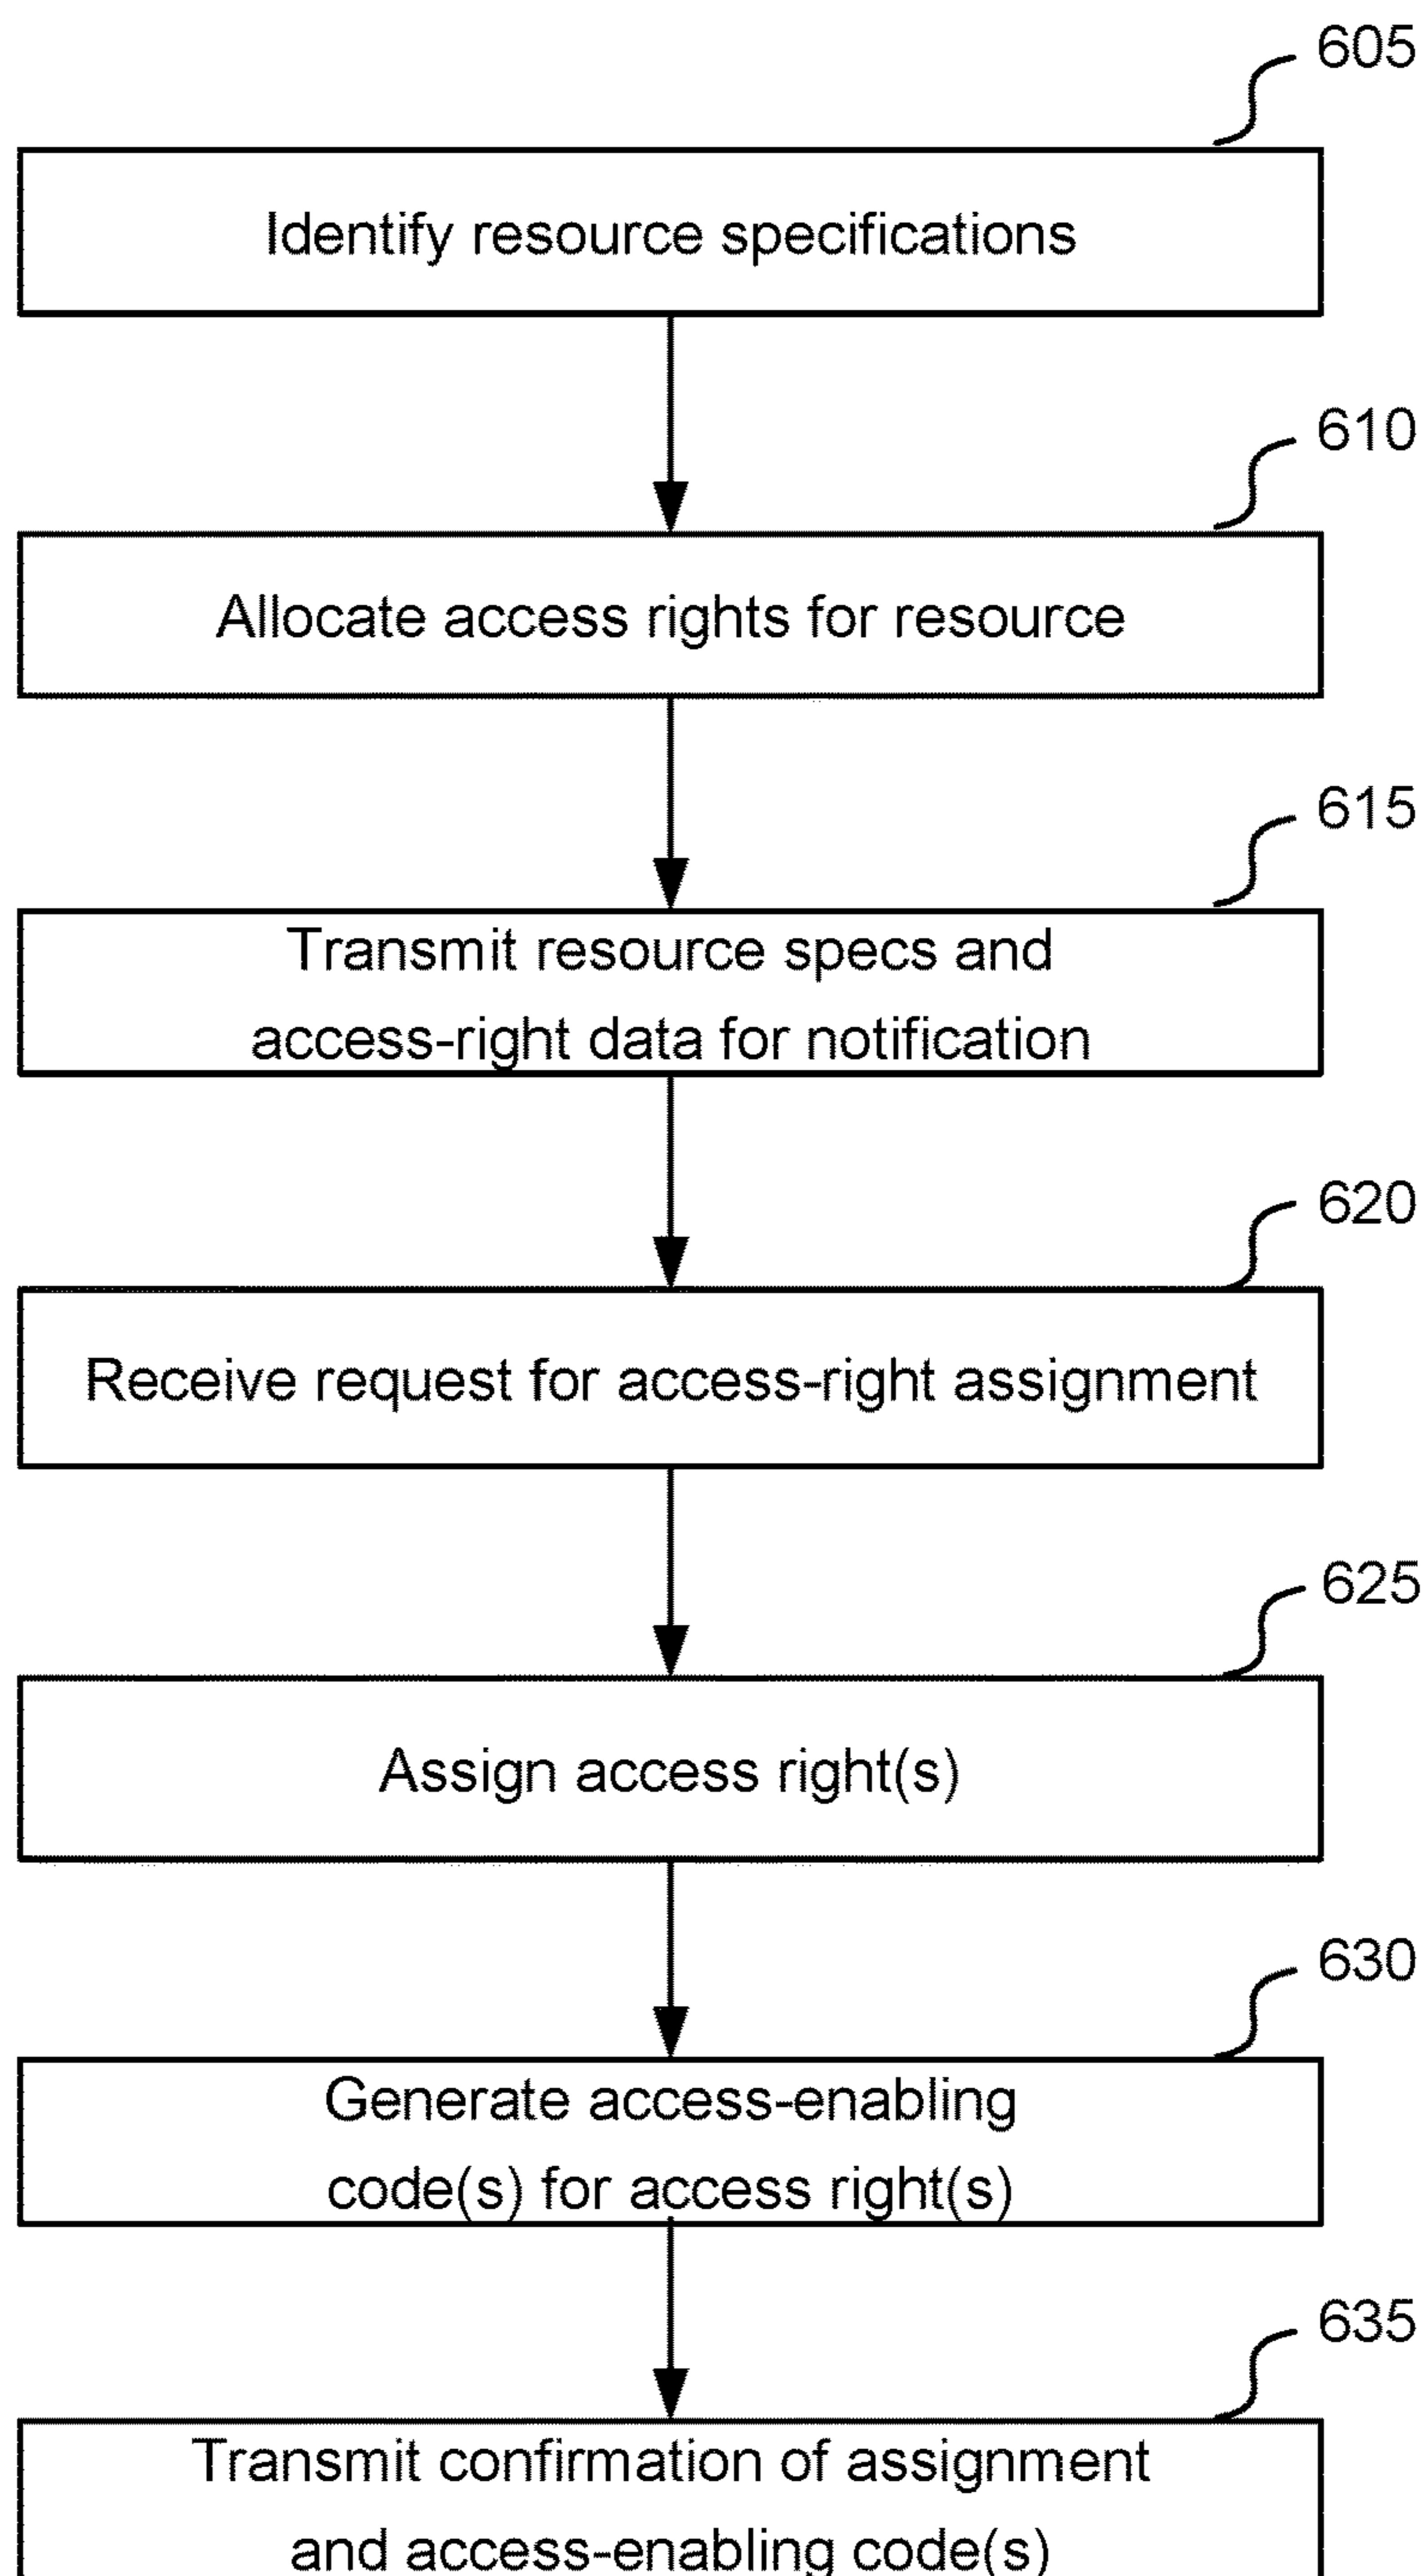 605
Identify resource specifications
610
Allocate access rights for resource
615
Transmit resource specs and
access-right data for notification
620
Receive request for access-right assignment
625
Assign access right(s)
630
Generate access-enabling
code(s) for access right(s)
635
Transmit confirmation of assignment
and access-enabling code(s)